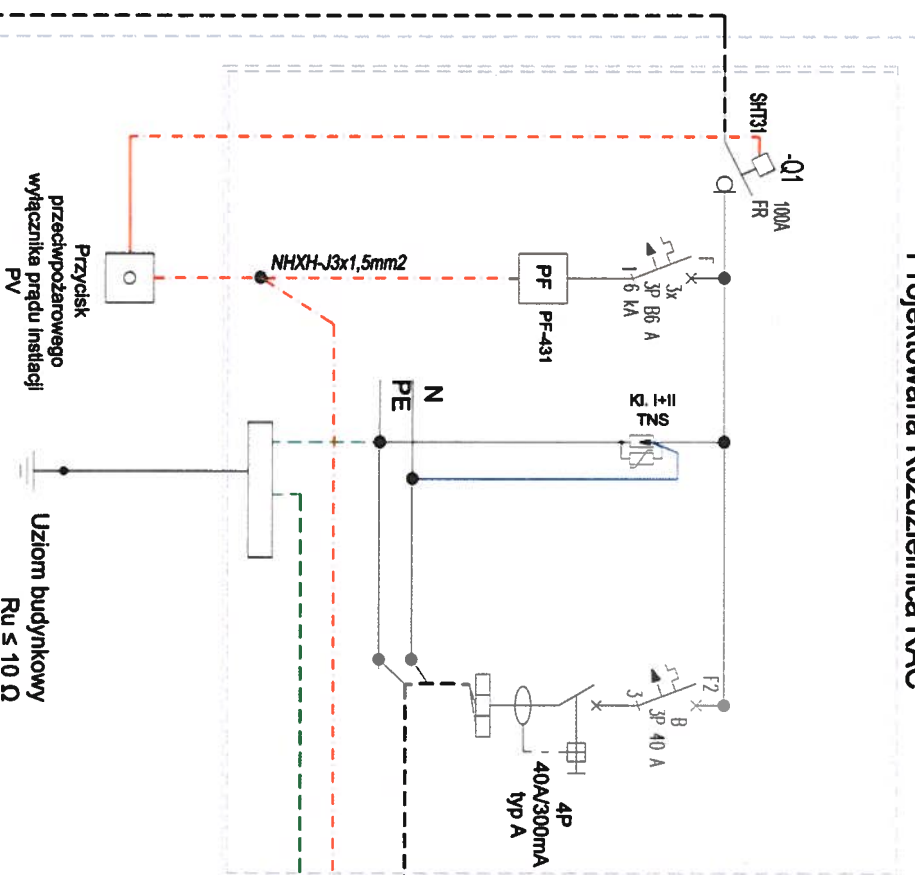 Projektowana Rozdzielnica RAC
SHT31
-Q1
100A
FR
F
3x
3P B6 A
1 6 kA
NHXH-J3x1,5mm2
PF
PF-431
Przycisk
przeciwpożarowego
wyłącznika prądu instlacji
PV
N
PE
Kl. I+II
TNS
F2
B
3P 40 A
3
4P
40A/300mA
typ A
Uziom budynkowy
Ru ≤ 10 Ω